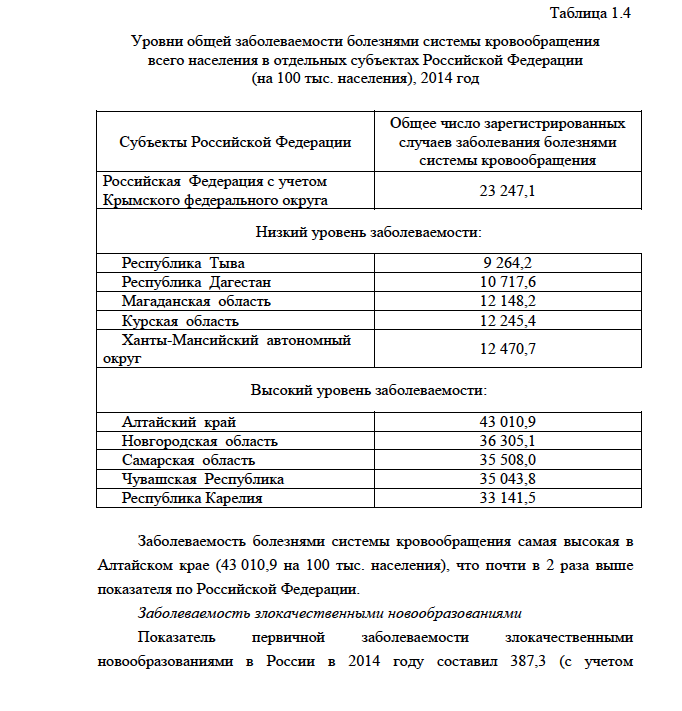 Таблица 1.4
Уровни общей заболеваемости болезнями системы кровообращения
всего населения в отдельных субъектах Российской Федерации
(на 100 тыс. населения), 2014 год
Субъекты Российской Федерации
Общее число зарегистрированных
случаев заболевания болезнями
системы кровообращения
Российская Федерация с учетом
Крымского федерального округа
23 247,1
Низкий уровень заболеваемости:
Республика Тыва 9 264,2
Республика Дагестан 10 717,6
Магаданская область 12 148,2
Курская область 12 245,4
Ханты-Мансийский автономный
округ
12 470,7
Высокий уровень заболеваемости:
Алтайский край 43 010,9
Новгородская область 36 305,1
Самарская область 35 508,0
Чувашская Республика 35 043,8
Республика Карелия 33 141,5
Заболеваемость болезнями системы кровообращения самая высокая в
Алтайском крае (43 010,9 на 100 тыс. населения), что почти в 2 раза выше
показателя по Российской Федерации.
Заболеваемость злокачественными новообразованиями
Показатель первичной заболеваемости злокачественными
новообразованиями в России в 2014 году составил 387,3 (с учетом